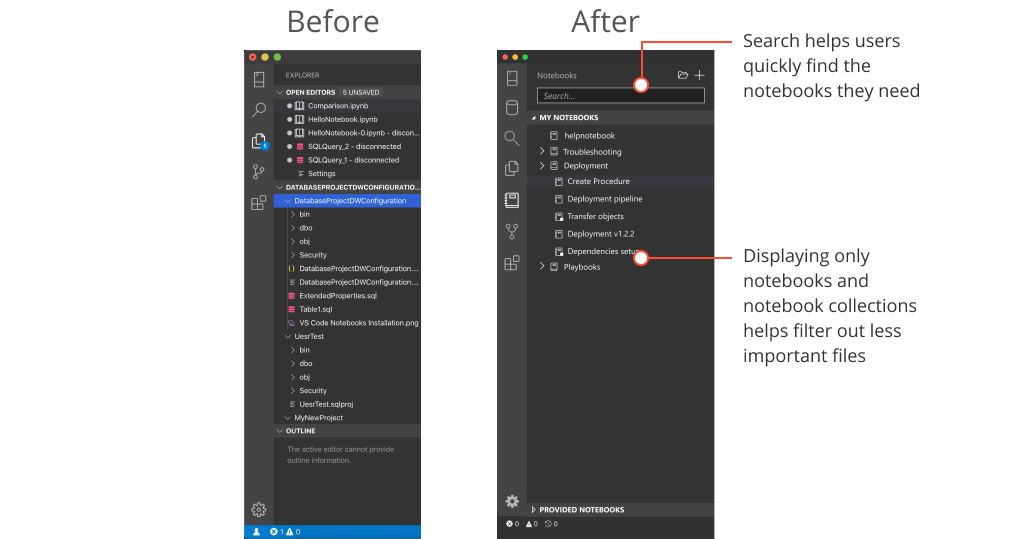 Before
EXPLORER
OPEN EDITORS 5 UNSAVED
Comparison.ipynb
HelloNotebook.ipynb
HelloNotebook-0.ipynb - discon...
SQLQuery_2 - disconnected
SQLQuery_1 - disconnected
Settings
DATABASEPROJECTDWCONFIGURATIO...
DatabaseProjectDWConfiguration
bin
dbo
obj
Security
DatabaseProjectDWConfiguration....
DatabaseProjectDWConfiguration....
ExtendedProperties.sql
Table1.sql
VS Code Notebooks Installation.png
UesrTest
bin
dbo
obj
Security
UesrTest.sqlproj
MyNewProject
OUTLINE
The active editor cannot provide
outline information.
1 0
After
Notebooks
Search...
MY NOTEBOOKS
helpnotebook
Troubleshooting
Deployment
Create Procedure
Deployment pipeline
Transfer objects
Deployment v1.2.2
Dependencies setup
Playbooks
PROVIDED NOTEBOOKS
0 0 0
Search helps users
quickly find the
notebooks they need
Displaying only
notebooks and
notebook collections
helps filter out less
important files